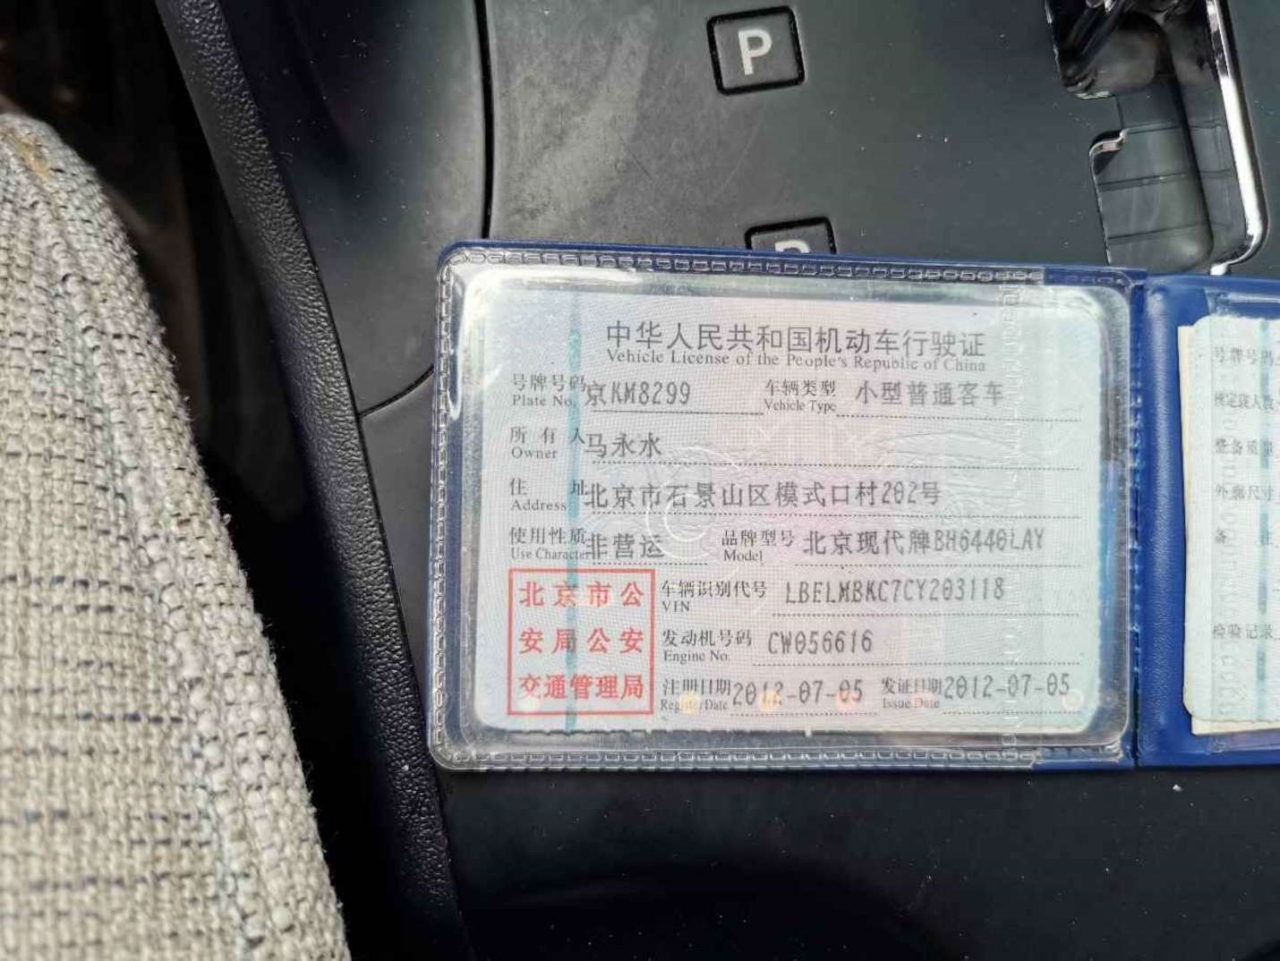 P
中华人民共和国机动车行驶证
Vehicle License of the People's Republic of China
号牌号码 京KM8299 车辆类型 小型普通客车
Plate No. Vehicle Type
所有人 马永水
Owner
住址 北京市石景山区模式口村202号
Address
使用性质 非营运 品牌型号 北京现代牌BH6440LAY
Use Character Model
北京市公
安局公安
交通管理局
车辆识别代号 LBELMBKC7CY203118
VIN
发动机号码 CW056616
Engine No.
注册日期 2012-07-05 发证日期 2012-07-05
Register Date Issue Date
号牌号码
整备质量
外廓尺寸
备注
检验记录